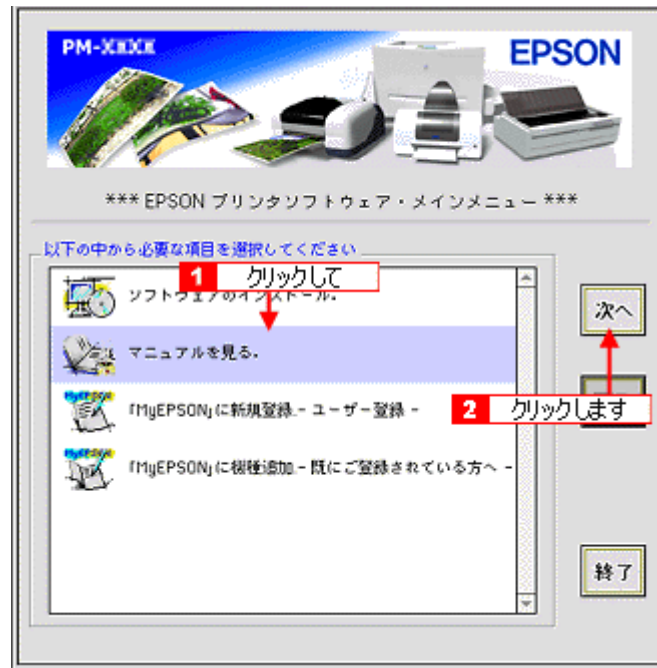 PM-XXXX
EPSON
*** EPSON プリンタソフトウェア・メインメニュー ***
以下の中から必要な項目を選択してください
1 クリックして
ソフトウェアのインストール。
次へ
マニュアルを見る。
2 クリックします
「MyEPSON」に新規登録 - ユーザー登録 -
「MyEPSON」に機種追加 - 既にご登録されている方へ -
終了